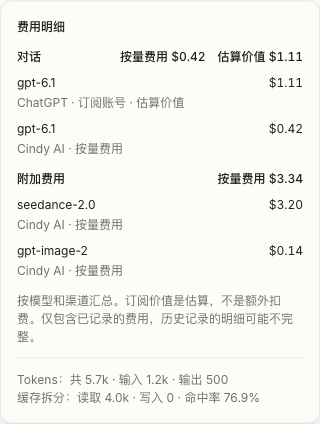 费用明细
对话 按量费用 $0.42 估算价值 $1.11
gpt-6.1 $1.11
ChatGPT · 订阅账号 · 估算价值
gpt-6.1 $0.42
Cindy AI · 按量费用
附加费用 按量费用 $3.34
seedance-2.0 $3.20
Cindy AI · 按量费用
gpt-image-2 $0.14
Cindy AI · 按量费用
按模型和渠道汇总。订阅价值是估算，不是额外扣
费。仅包含已记录的费用，历史记录的明细可能不完
整。
Tokens：共 5.7k · 输入 1.2k · 输出 500
缓存拆分：读取 4.0k · 写入 0 · 命中率 76.9%